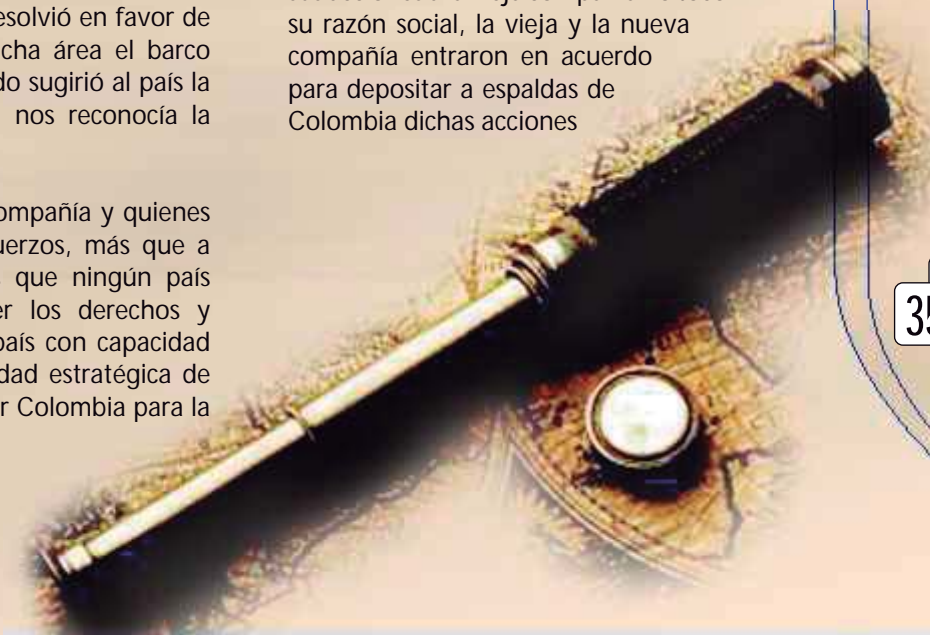 esolvió en favor de
cha área el barco
do sugirió al país la
nos reconocía la
ompañía y quienes
uerzos, más que a
que ningún país
er los derechos y
país con capacidad
dad estratégica de
r Colombia para la
su razón social, la vieja y la nueva
compañía entraron en acuerdo
para depositar a espaldas de
Colombia dichas acciones
35